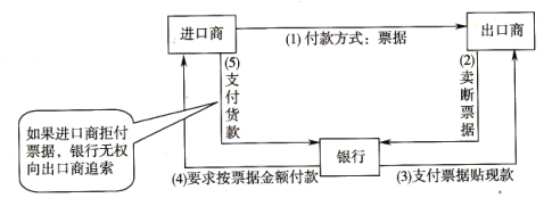 进口商
(1) 付款方式：票据
出口商
(5)
支
付
货
款
(2)
卖
断
票
据
如果进口商拒付
票据，银行无权
向出口商追索
银行
(4)要求按票据金额付款
(3)支付票据贴现款